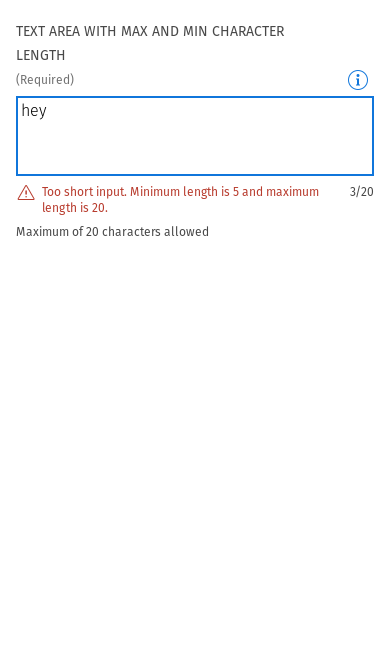 TEXT AREA WITH MAX AND MIN CHARACTER
LENGTH
(Required)
hey
Too short input. Minimum length is 5 and maximum
length is 20.
3/20
Maximum of 20 characters allowed